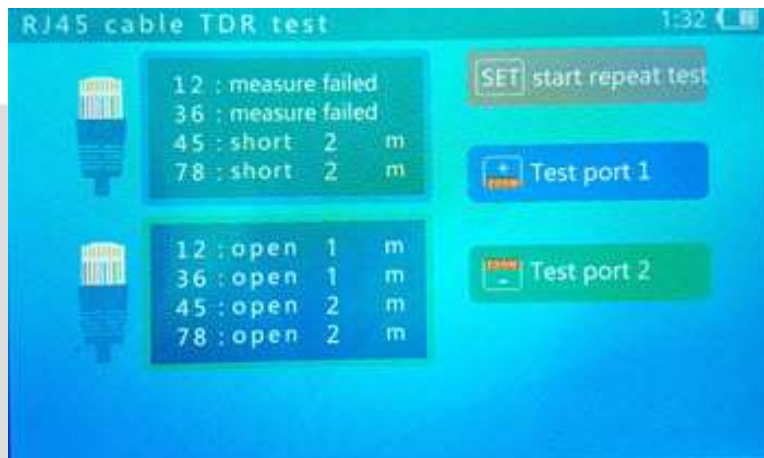 RJ45 cable TDR test
1:32
12 : measure failed
36 : measure failed
45 : short 2 m
78 : short 2 m
SET start repeat test
+ ZOOM Test port 1
12 : open 1 m
36 : open 1 m
45 : open 2 m
78 : open 2 m
ZOOM - Test port 2